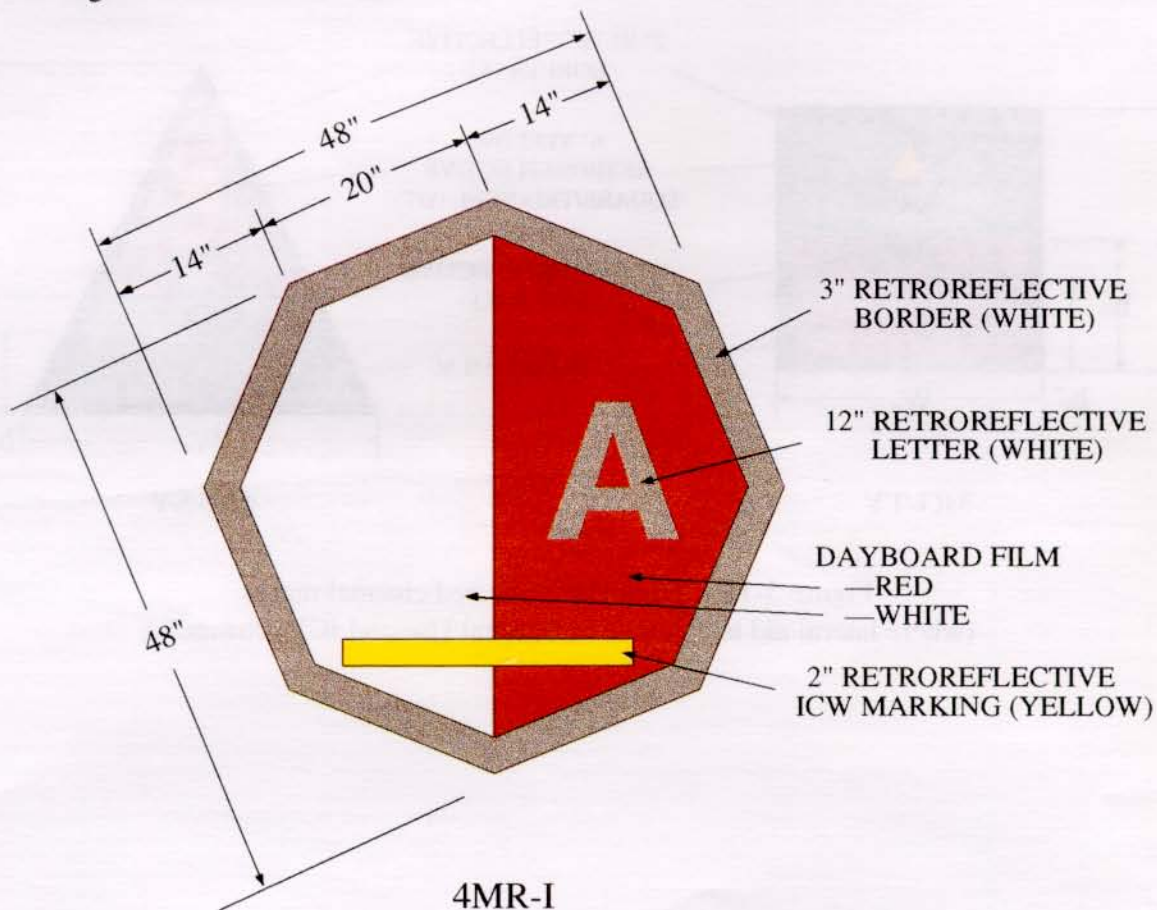 48"
14"
20"
14"
3" RETROREFLECTIVE
BORDER (WHITE)
A
12" RETROREFLECTIVE
LETTER (WHITE)
DAYBOARD FILM
—RED
—WHITE
48"
2" RETROREFLECTIVE
ICW MARKING (YELLOW)
4MR-I